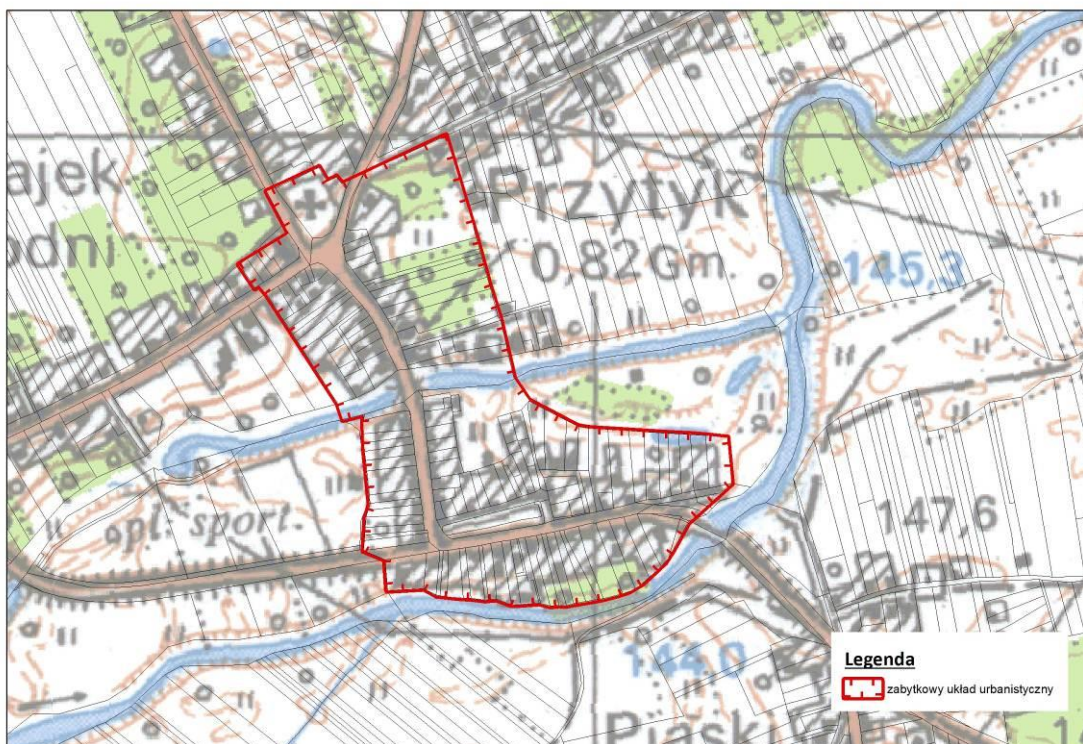 ajek
odni
Przytyk
0,82 Gm.
145,3
pl. sport.
147,6
144,0
Piask
Legenda
zabytkowy układ urbanistyczny